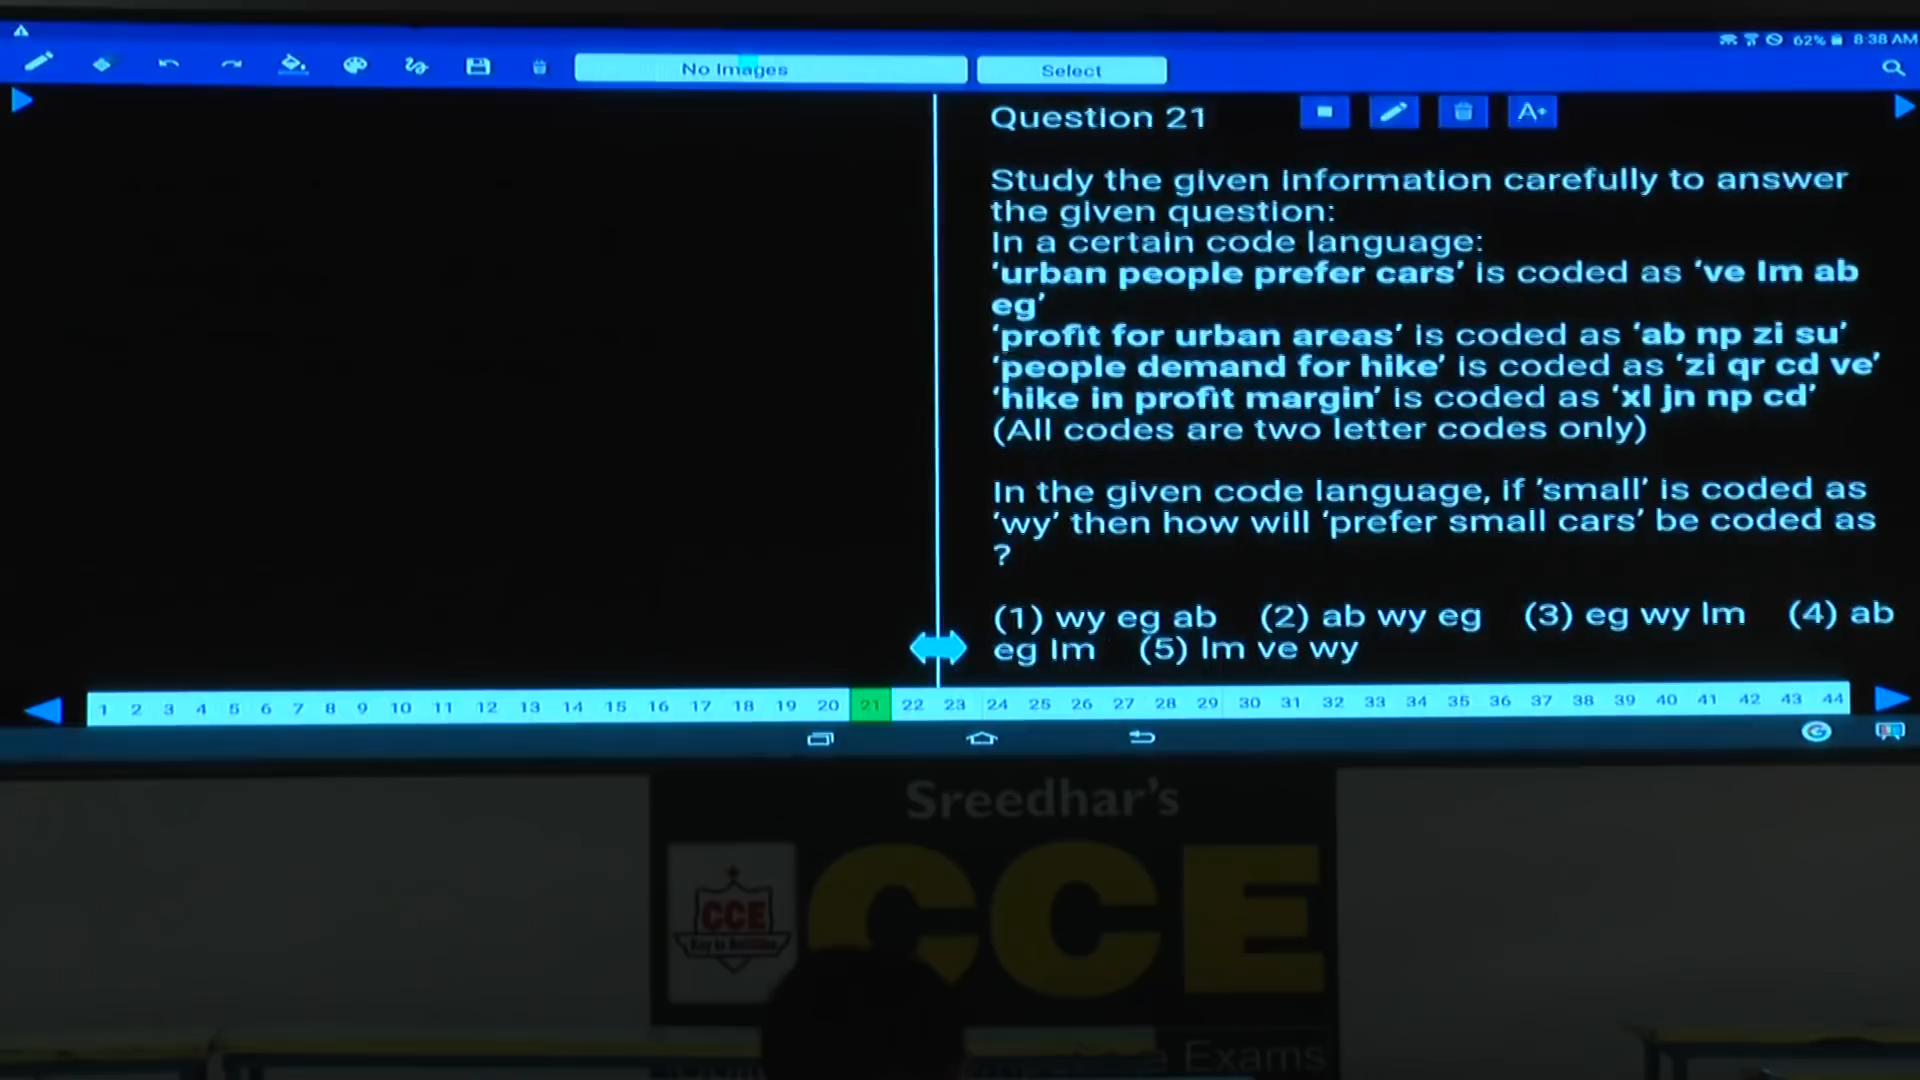 62% 8:38 AM
No Images Select
Question 21 A+
Study the given information carefully to answer
the given question:
In a certain code language:
‘urban people prefer cars’ is coded as ‘ve lm ab
eg’
‘profit for urban areas’ is coded as ‘ab np zi su’
‘people demand for hike’ is coded as ‘zi qr cd ve’
‘hike in profit margin’ is coded as ‘xl jn np cd’
(All codes are two letter codes only)
In the given code language, if ’small’ is coded as
‘wy’ then how will ‘prefer small cars’ be coded as
?
(1) wy eg ab (2) ab wy eg (3) eg wy lm (4) ab
eg lm (5) lm ve wy
1 2 3 4 5 6 7 8 9 10 11 12 13 14 15 16 17 18 19 20 21 22 23 24 25 26 27 28 29 30 31 32 33 34 35 36 37 38 39 40 41 42 43 44
Sreedhar’s
CCE
CCE
Exams